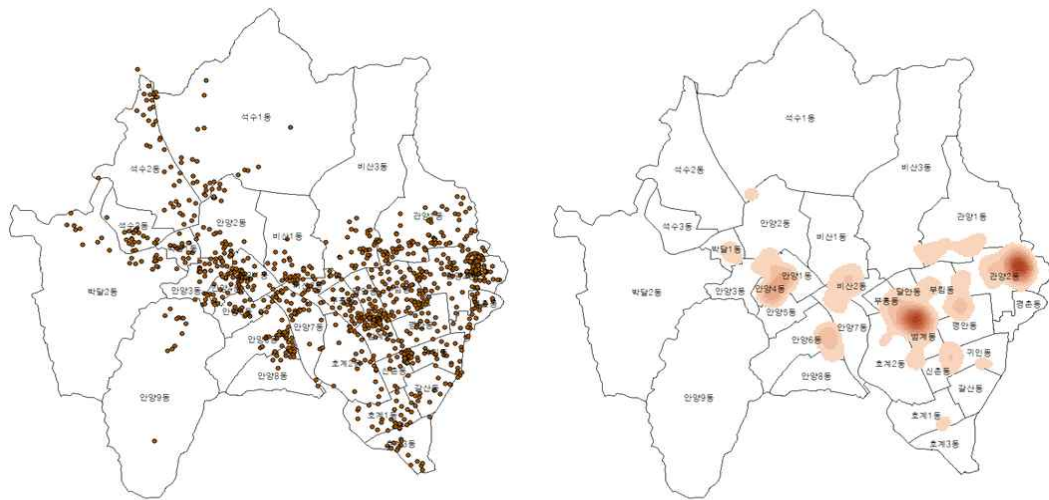 석수1동
비산3동
석수2동
관양1동
석수3동
안양2동
비산1동
박달2동
안양3동
안양7동
안양8동
안양9동
갈산동
호계1동
석수1동
비산3동
석수2동
관양1동
석수3동
안양2동
비산1동
박달1동
안양1동
관양2동
박달2동
안양3동
안양4동
비산2동
달안동
부림동
부흥동
평촌동
안양5동
안양7동
평안동
안양6동
범계동
귀인동
호계2동
신촌동
안양8동
갈산동
안양9동
호계1동
호계3동